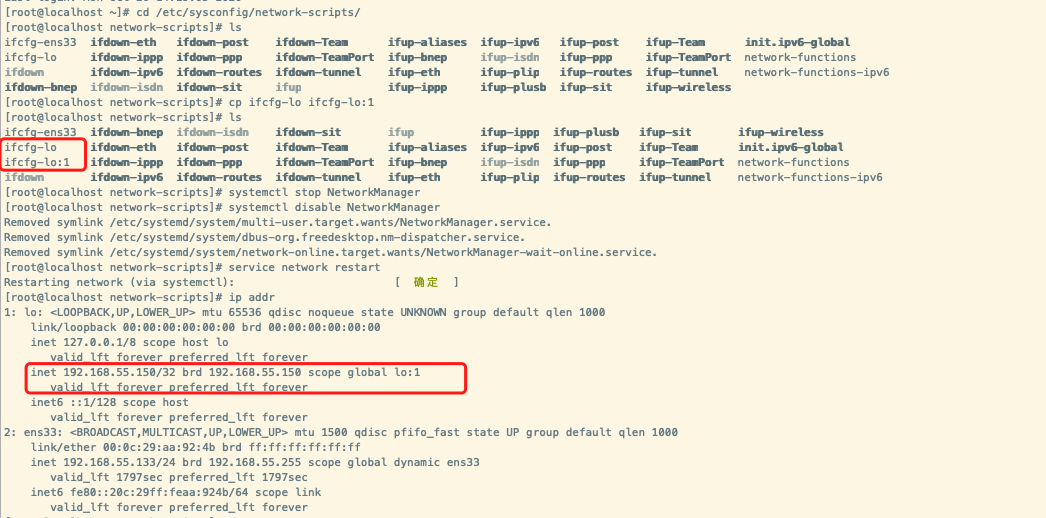 [root@localhost ~]# cd /etc/sysconfig/network-scripts/
[root@localhost network-scripts]# ls
ifcfg-ens33 ifdown-eth ifdown-post ifdown-Team ifup-aliases ifup-ipv6 ifup-post ifup-Team init.ipv6-global
ifcfg-lo ifdown-ippp ifdown-ppp ifdown-TeamPort ifup-bnep ifup-isdn ifup-ppp ifup-TeamPort network-functions
ifdown ifdown-ipv6 ifdown-routes ifdown-tunnel ifup-eth ifup-plip ifup-routes ifup-tunnel network-functions-ipv6
ifdown-bnep ifdown-isdn ifdown-sit ifup ifup-ippp ifup-plusb ifup-sit ifup-wireless
[root@localhost network-scripts]# cp ifcfg-lo ifcfg-lo:1
[root@localhost network-scripts]# ls
ifcfg-ens33 ifdown-bnep ifdown-isdn ifdown-sit ifup ifup-ippp ifup-plusb ifup-sit ifup-wireless
ifcfg-lo ifdown-eth ifdown-post ifdown-Team ifup-aliases ifup-ipv6 ifup-post ifup-Team init.ipv6-global
ifcfg-lo:1 ifdown-ippp ifdown-ppp ifdown-TeamPort ifup-bnep ifup-isdn ifup-ppp ifup-TeamPort network-functions
ifdown ifdown-ipv6 ifdown-routes ifdown-tunnel ifup-eth ifup-plip ifup-routes ifup-tunnel network-functions-ipv6
[root@localhost network-scripts]# systemctl stop NetworkManager
[root@localhost network-scripts]# systemctl disable NetworkManager
Removed symlink /etc/systemd/system/multi-user.target.wants/NetworkManager.service.
Removed symlink /etc/systemd/system/dbus-org.freedesktop.nm-dispatcher.service.
Removed symlink /etc/systemd/system/network-online.target.wants/NetworkManager-wait-online.service.
[root@localhost network-scripts]# service network restart
Restarting network (via systemctl): [ 确定 ]
[root@localhost network-scripts]# ip addr
1: lo: <LOOPBACK,UP,LOWER_UP> mtu 65536 qdisc noqueue state UNKNOWN group default qlen 1000
link/loopback 00:00:00:00:00:00 brd 00:00:00:00:00:00
inet 127.0.0.1/8 scope host lo
valid_lft forever preferred_lft forever
inet 192.168.55.150/32 brd 192.168.55.150 scope global lo:1
valid_lft forever preferred_lft forever
inet6 ::1/128 scope host
valid_lft forever preferred_lft forever
2: ens33: <BROADCAST,MULTICAST,UP,LOWER_UP> mtu 1500 qdisc pfifo_fast state UP group default qlen 1000
link/ether 00:0c:29:aa:92:4b brd ff:ff:ff:ff:ff:ff
inet 192.168.55.133/24 brd 192.168.55.255 scope global dynamic ens33
valid_lft 1797sec preferred_lft 1797sec
inet6 fe80::20c:29ff:feaa:924b/64 scope link
valid_lft forever preferred_lft forever